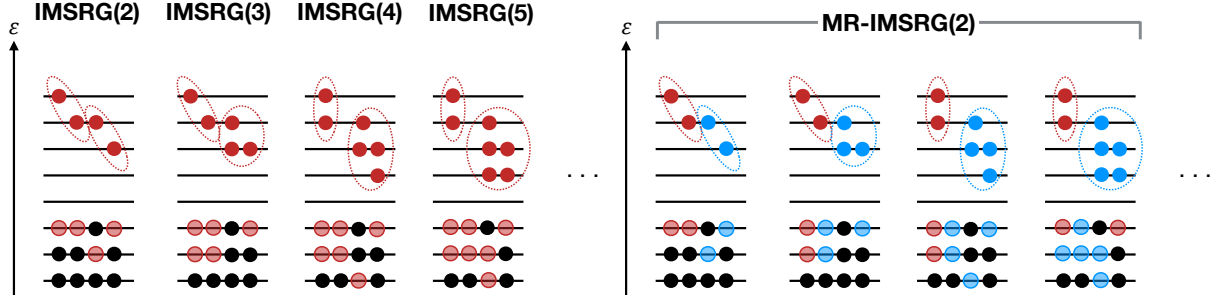 IMSRG(2) IMSRG(3) IMSRG(4) IMSRG(5) MR-IMSRG(2)
ε ε
. . . . . .